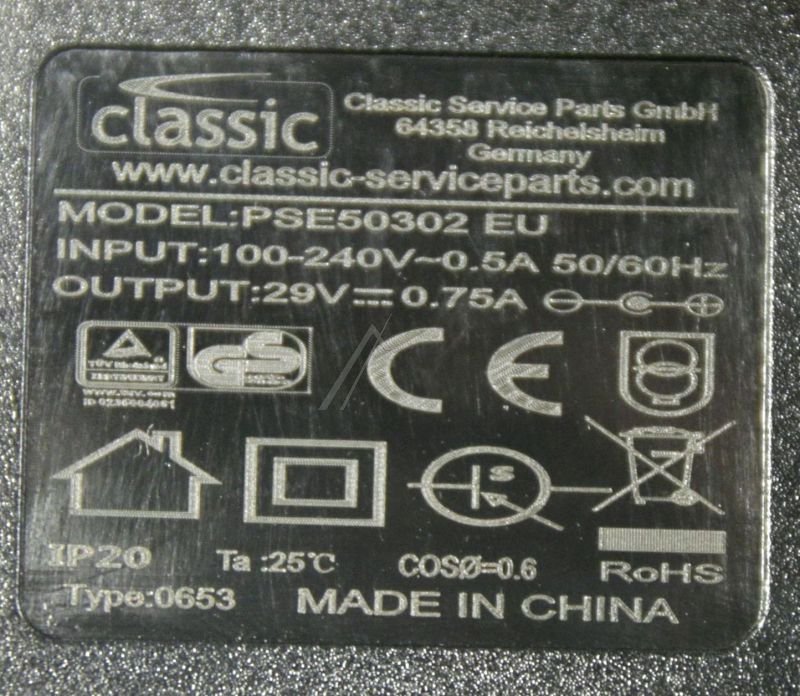 classic
Classic Service Parts GmbH
64358 Reichelsheim
Germany
www.classic-serviceparts.com
MODEL:PSE50302 EU
INPUT:100-240V~0.5A 50/60Hz
OUTPUT:29V⎓0.75A
GS
CE
S
IP20
Ta :25℃
COSØ=0.6
RoHS
Type:0653
MADE IN CHINA